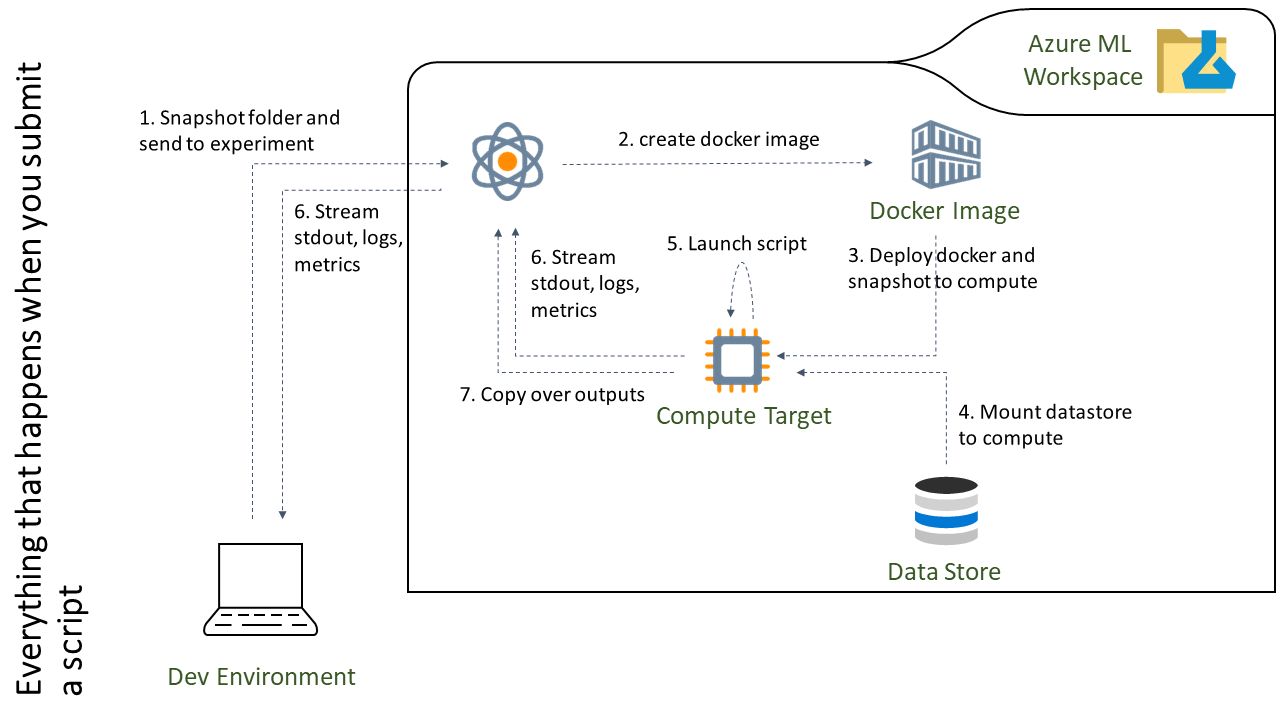 Everything that happens when you submit
a script
Azure ML
Workspace
1. Snapshot folder and
send to experiment
2. create docker image
Docker Image
6. Stream
stdout, logs,
metrics
6. Stream
stdout, logs,
metrics
5. Launch script
3. Deploy docker and
snapshot to compute
7. Copy over outputs
Compute Target
4. Mount datastore
to compute
Data Store
Dev Environment